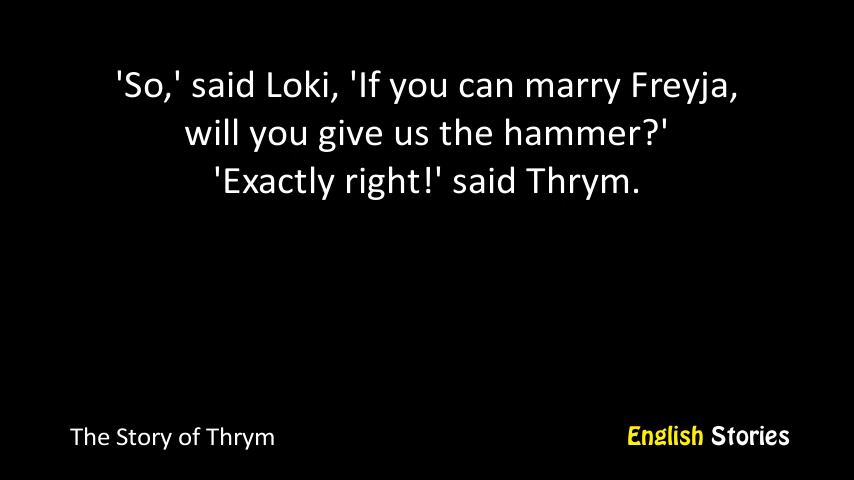 'So,' said Loki, 'If you can marry Freyja,
will you give us the hammer?'
'Exactly right!' said Thrym.
The Story of Thrym
English Stories